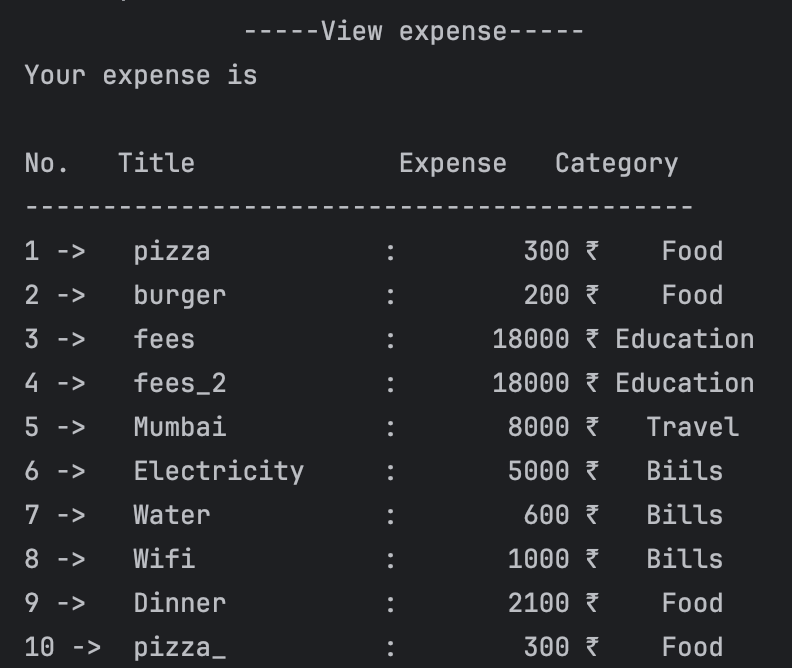 -----View expense-----
Your expense is
No.   Title             Expense   Category
-------------------------------------------
1 ->   pizza           :        300 ₹    Food
2 ->   burger          :        200 ₹    Food
3 ->   fees            :      18000 ₹ Education
4 ->   fees_2          :      18000 ₹ Education
5 ->   Mumbai          :       8000 ₹   Travel
6 ->   Electricity     :       5000 ₹   Biils
7 ->   Water           :        600 ₹   Bills
8 ->   Wifi            :       1000 ₹   Bills
9 ->   Dinner          :       2100 ₹    Food
10 ->  pizza_          :        300 ₹    Food